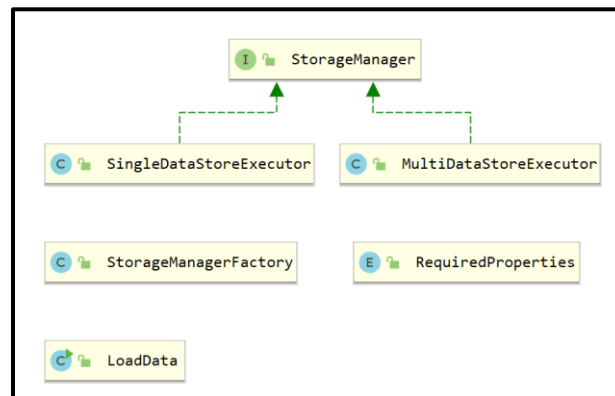 I StorageManager
C SingleDataStoreExecutor
C MultiDataStoreExecutor
C StorageManagerFactory
E RequiredProperties
C LoadData